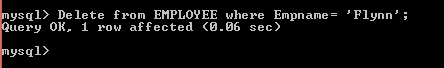 mysql> Delete from EMPLOYEE where Empname= 'Flynn';
Query OK, 1 row affected (0.06 sec)
mysql>